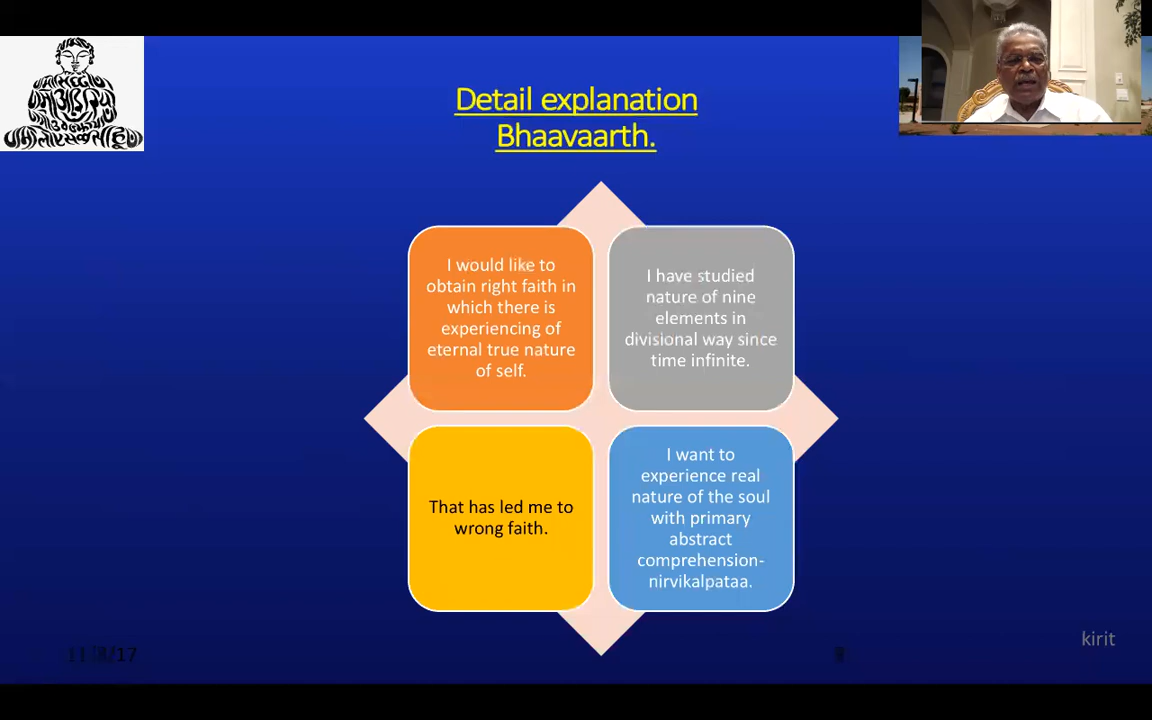 Detail explanation
Bhaavaarth.
I would like to
obtain right faith in
which there is
experiencing of
eternal true nature
of self.
I have studied
nature of nine
elements in
divisional way since
time infinite.
That has led me to
wrong faith.
I want to
experience real
nature of the soul
with primary
abstract
comprehension-
nirvikalpataa.
kirit